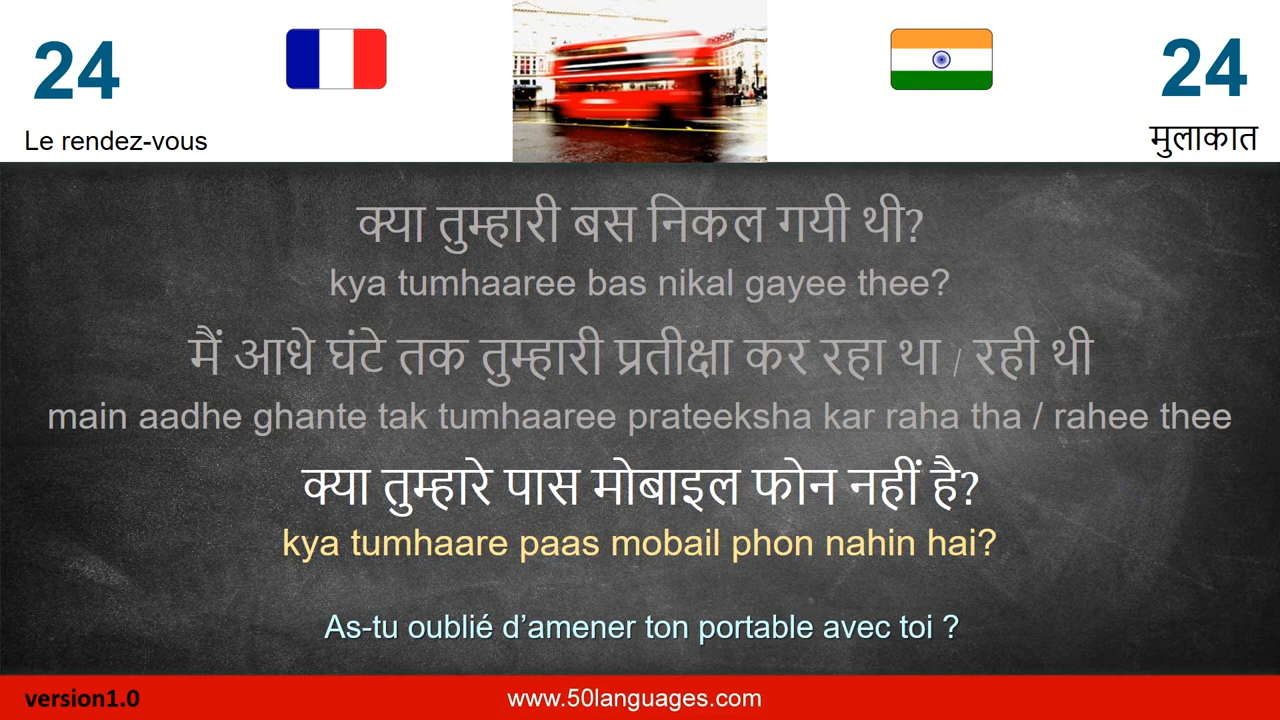 24
24
Le rendez-vous
मुलाकात
क्या तुम्हारी बस निकल गयी थी?
kya tumhaaree bas nikal gayee thee?
मैं आधे घंटे तक तुम्हारी प्रतीक्षा कर रहा था / रही थी
main aadhe ghante tak tumhaaree prateeksha kar raha tha / rahee thee
क्या तुम्हारे पास मोबाइल फोन नहीं है?
kya tumhaare paas mobail phon nahin hai?
As-tu oublié d’amener ton portable avec toi ?
version1.0
www.50languages.com